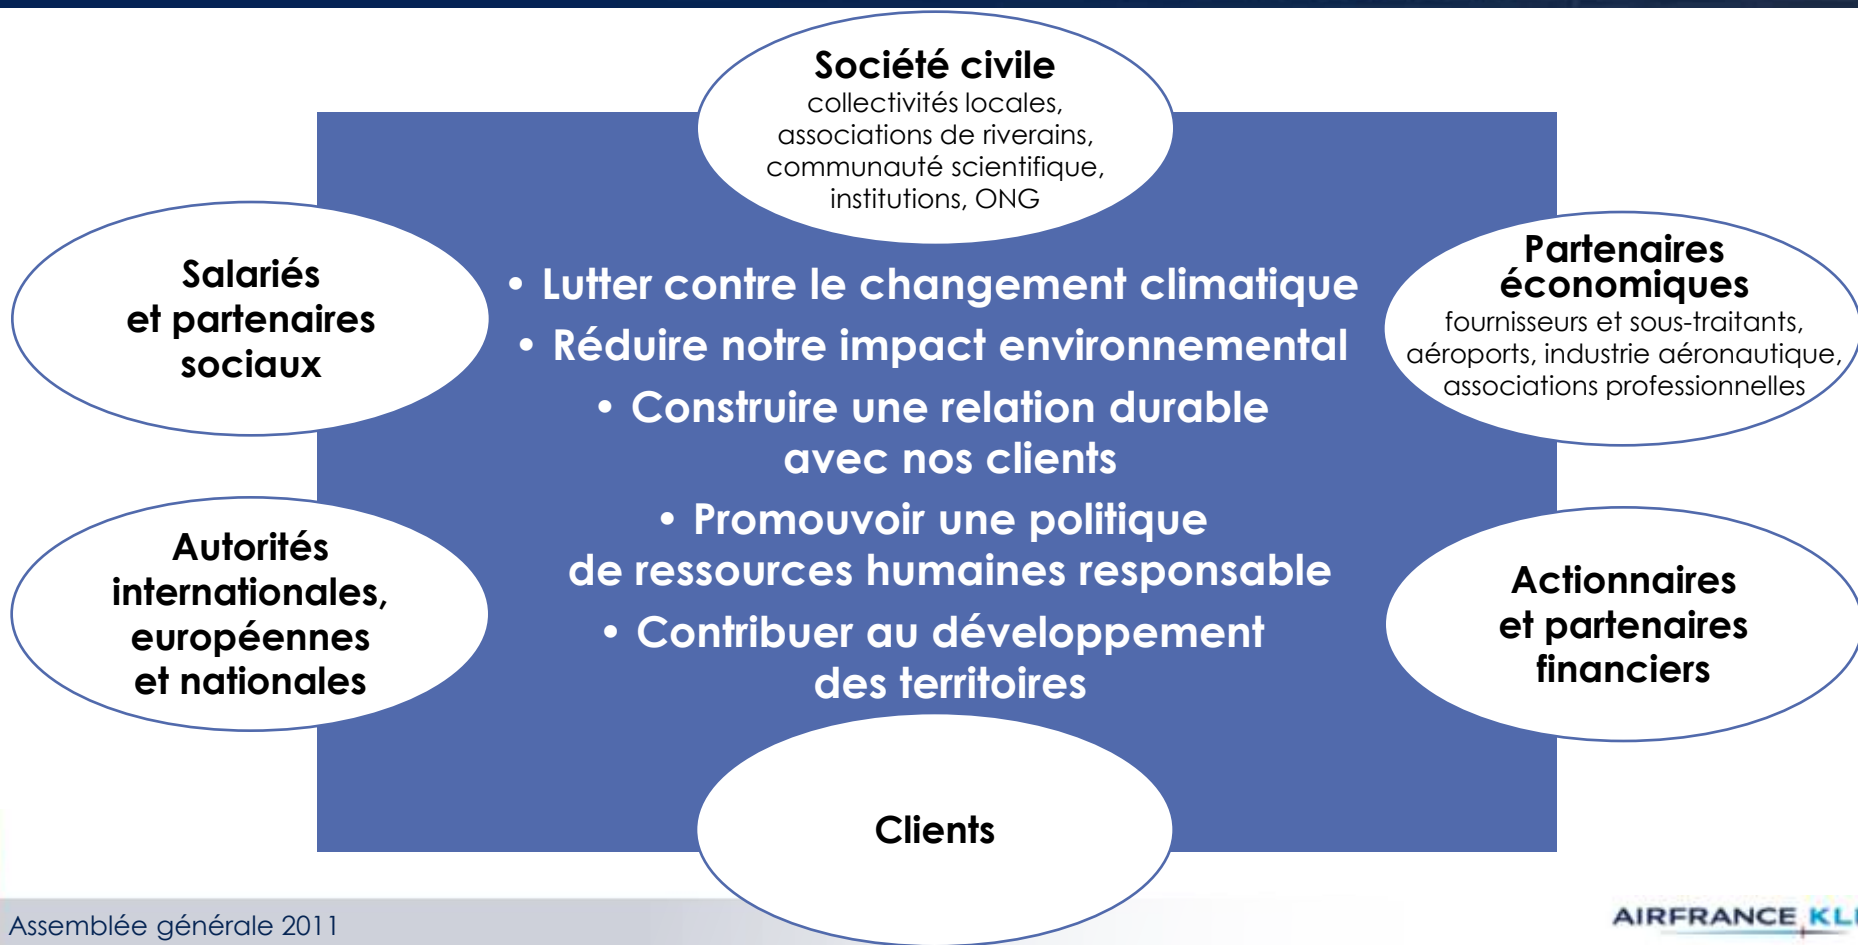 Société civile
collectivités locales,
associations de riverains,
communauté scientifique,
institutions, ONG
Salariés
et partenaires
sociaux
Partenaires
économiques
fournisseurs et sous-traitants,
aéroports, industrie aéronautique,
associations professionnelles
• Lutter contre le changement climatique
• Réduire notre impact environnemental
• Construire une relation durable
avec nos clients
• Promouvoir une politique
de ressources humaines responsable
• Contribuer au développement
des territoires
Autorités
internationales,
européennes
et nationales
Actionnaires
et partenaires
financiers
Clients
Assemblée générale 2011
AIRFRANCE KL